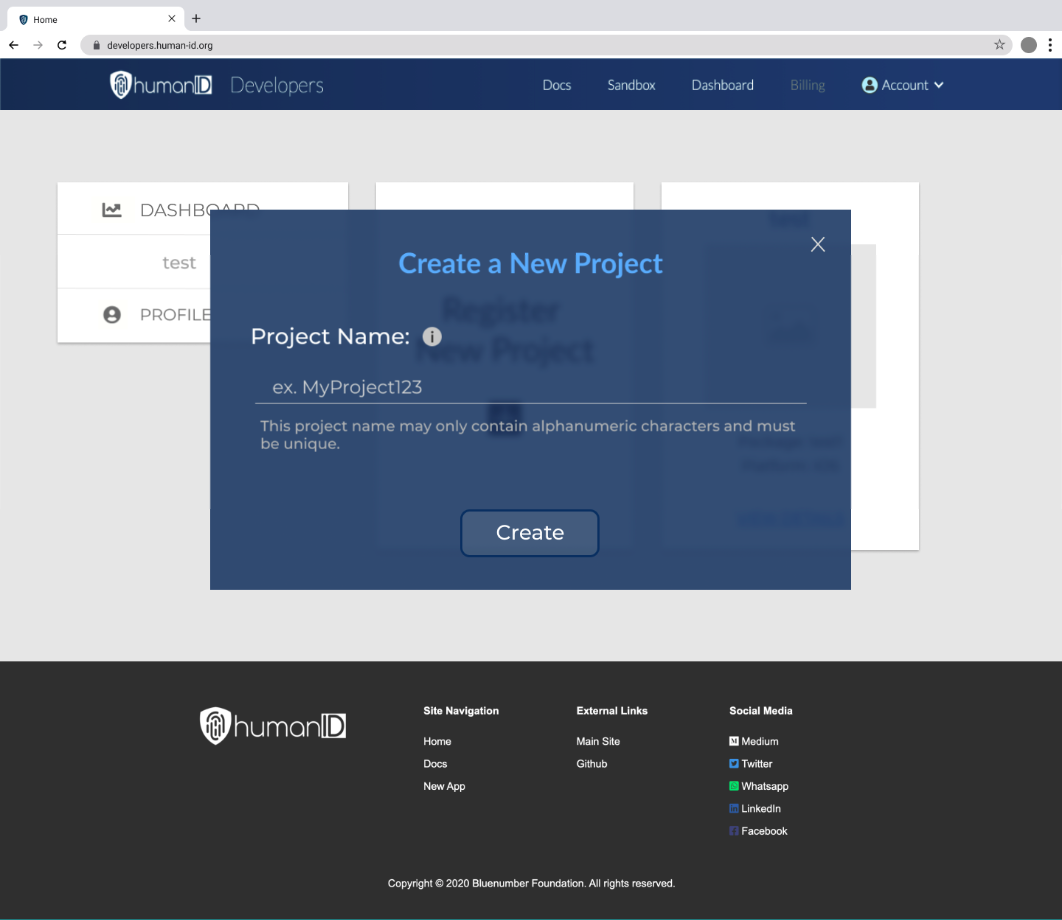 Home
developers.human-id.org
humanID Developers
Docs
Sandbox
Dashboard
Billing
Account
DASHBOARD
test
PROFILE
Create a New Project
Register
New Project
Project Name:
ex. MyProject123
This project name may only contain alphanumeric characters and must
be unique.
Create
humanID
Site Navigation
Home
Docs
New App
External Links
Main Site
Github
Social Media
Medium
Twitter
Whatsapp
LinkedIn
Facebook
Copyright © 2020 Bluenumber Foundation. All rights reserved.